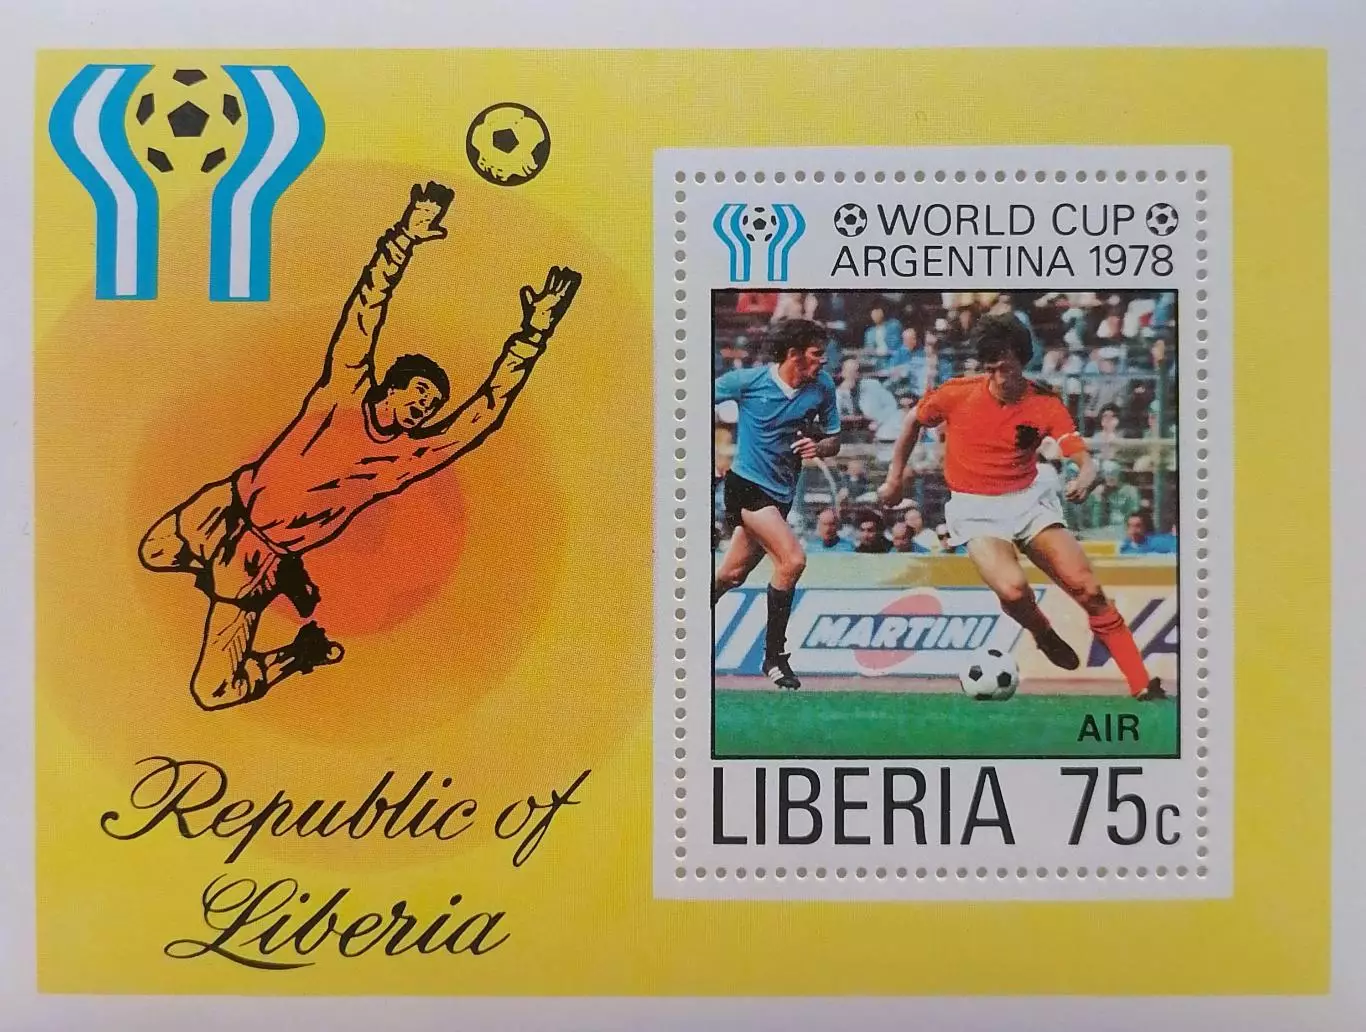 WORLD CUP
ARGENTINA 1978
MARTINI
AIR
LIBERIA 75c
Republic of
Liberia